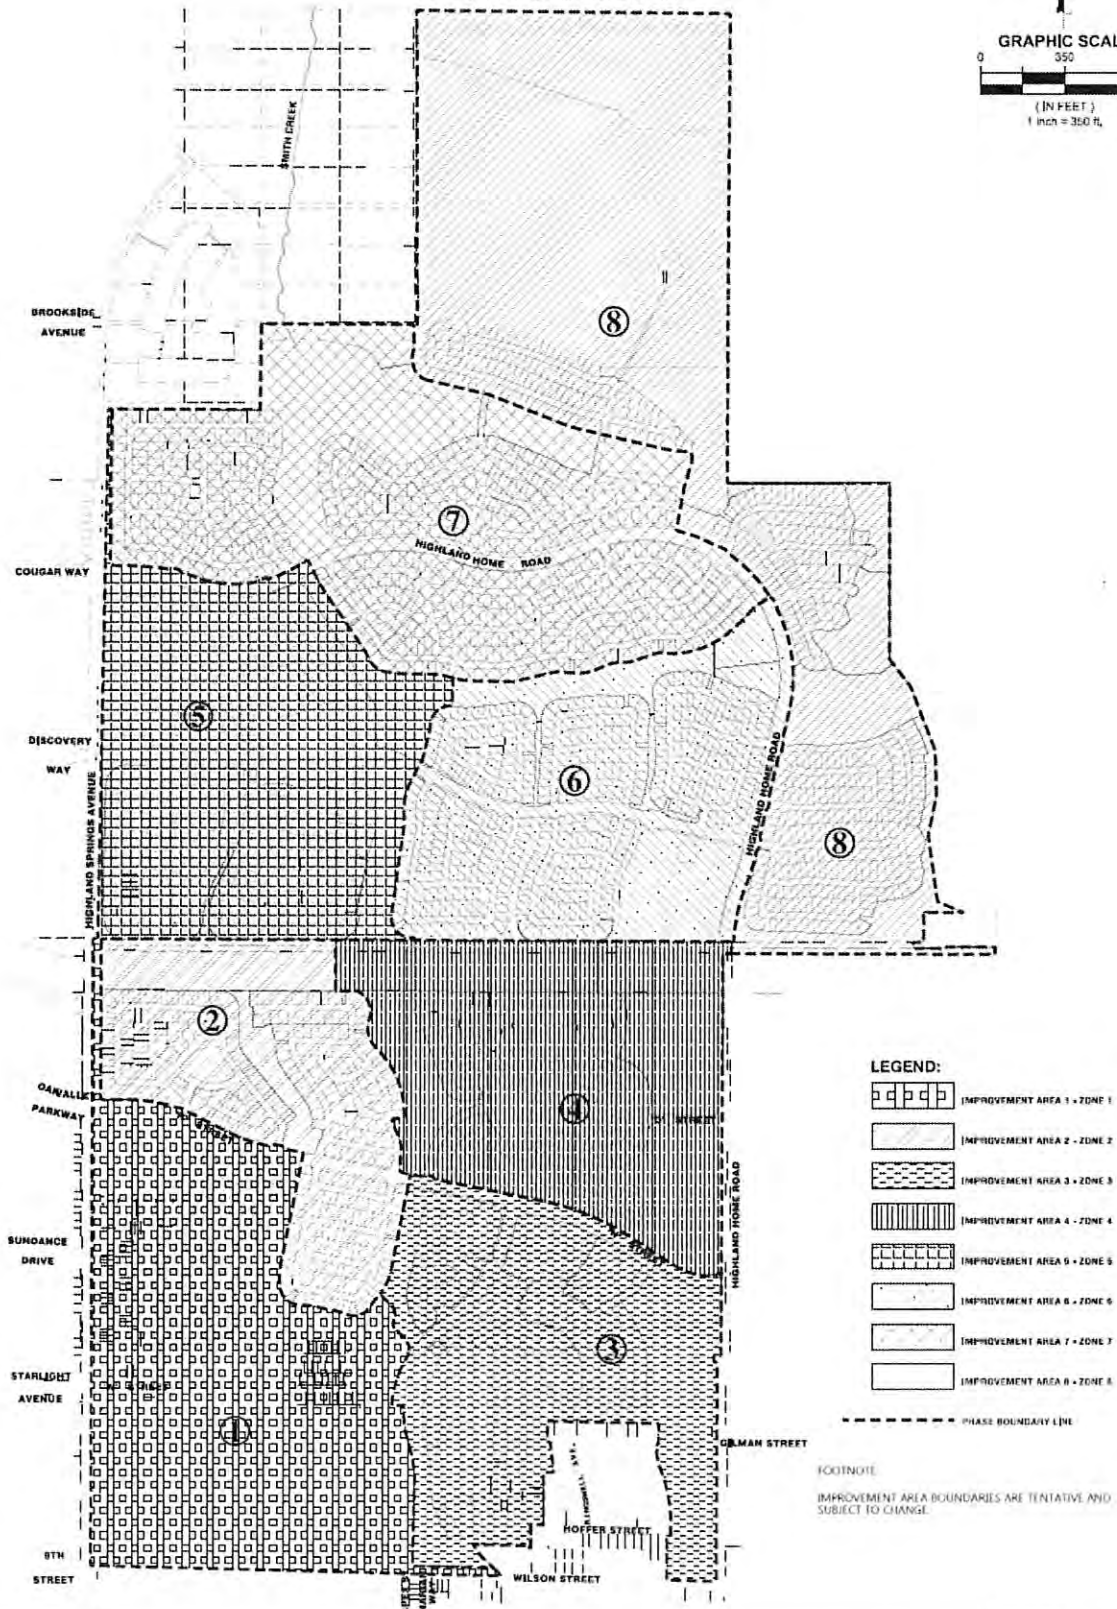 GRAPHIC SCAL
0 350
( IN FEET )
1 inch = 350 ft.
SMITH CREEK
BROOKSIDE
AVENUE
8
7
HIGHLAND HOME ROAD
COUGAR WAY
5
DISCOVERY
WAY
HIGHLAND SPRINGS AVENUE
6
HIGHLAND HOME ROAD
8
2
PARKWAY
STREET
4
STREET
HIGHLAND HOME ROAD
SUNDANCE
DRIVE
STREET
3
STARLIGHT
AVENUE
1
GILMAN STREET
HOFFER STREET
8TH
STREET
WILSON STREET
LEGEND:
IMPROVEMENT AREA 1 - ZONE 1
IMPROVEMENT AREA 2 - ZONE 2
IMPROVEMENT AREA 3 - ZONE 3
IMPROVEMENT AREA 4 - ZONE 4
IMPROVEMENT AREA 5 - ZONE 5
IMPROVEMENT AREA 6 - ZONE 6
IMPROVEMENT AREA 7 - ZONE 7
IMPROVEMENT AREA 8 - ZONE 8
PHASE BOUNDARY LINE
FOOTNOTE
IMPROVEMENT AREA BOUNDARIES ARE TENTATIVE AND
SUBJECT TO CHANGE.